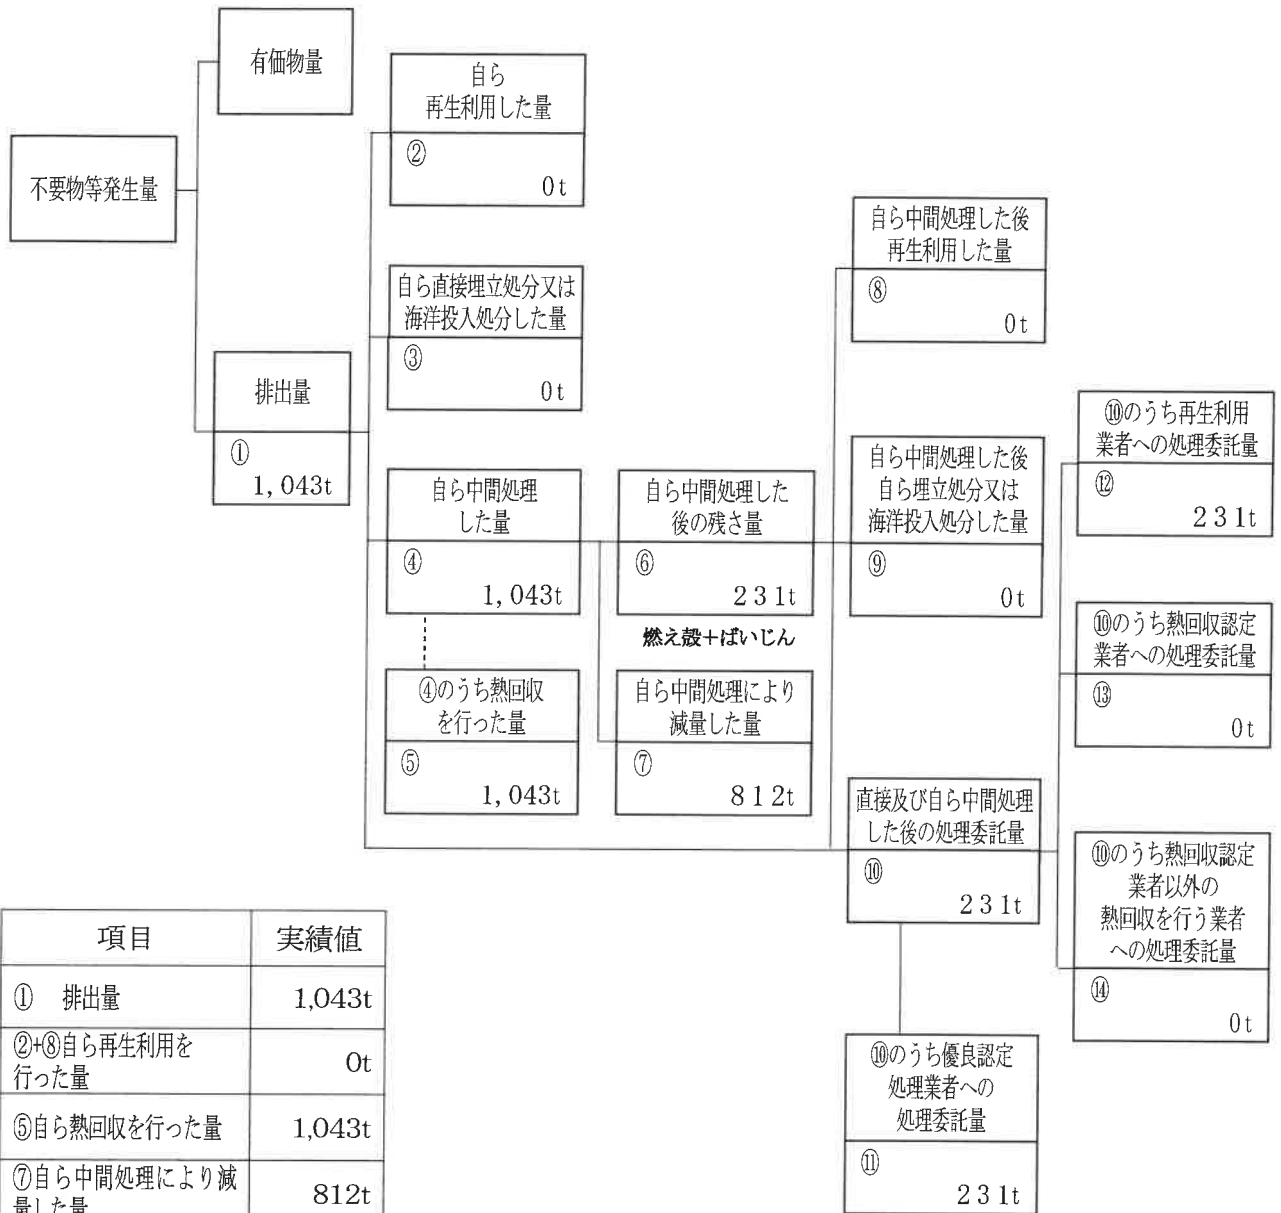 有価物量
不要物等発生量
排出量
①
1,043t
自ら
再生利用した量
②
0t
自ら直接埋立処分又は
海洋投入処分した量
③
0t
自ら中間処理
した量
④
1,043t
④のうち熱回収
を行った量
⑤
1,043t
自ら中間処理した
後の残さ量
⑥
231t
燃え殻+ばいじん
自ら中間処理により
減量した量
⑦
812t
自ら中間処理した後
再生利用した量
⑧
0t
自ら中間処理した後
自ら埋立処分又は
海洋投入処分した量
⑨
0t
直接及び自ら中間処理
した後の処理委託量
⑩
231t
⑩のうち優良認定
処理業者への
処理委託量
⑪
231t
⑩のうち再生利用
業者への処理委託量
⑫
231t
⑩のうち熱回収認定
業者への処理委託量
⑬
0t
⑩のうち熱回収認定
業者以外の
熱回収を行う業者
への処理委託量
⑭
0t
項目 実績値
① 排出量 1,043t
②+⑧自ら再生利用を
行った量 0t
⑤自ら熱回収を行った量 1,043t
⑦自ら中間処理により減
量した量 812t